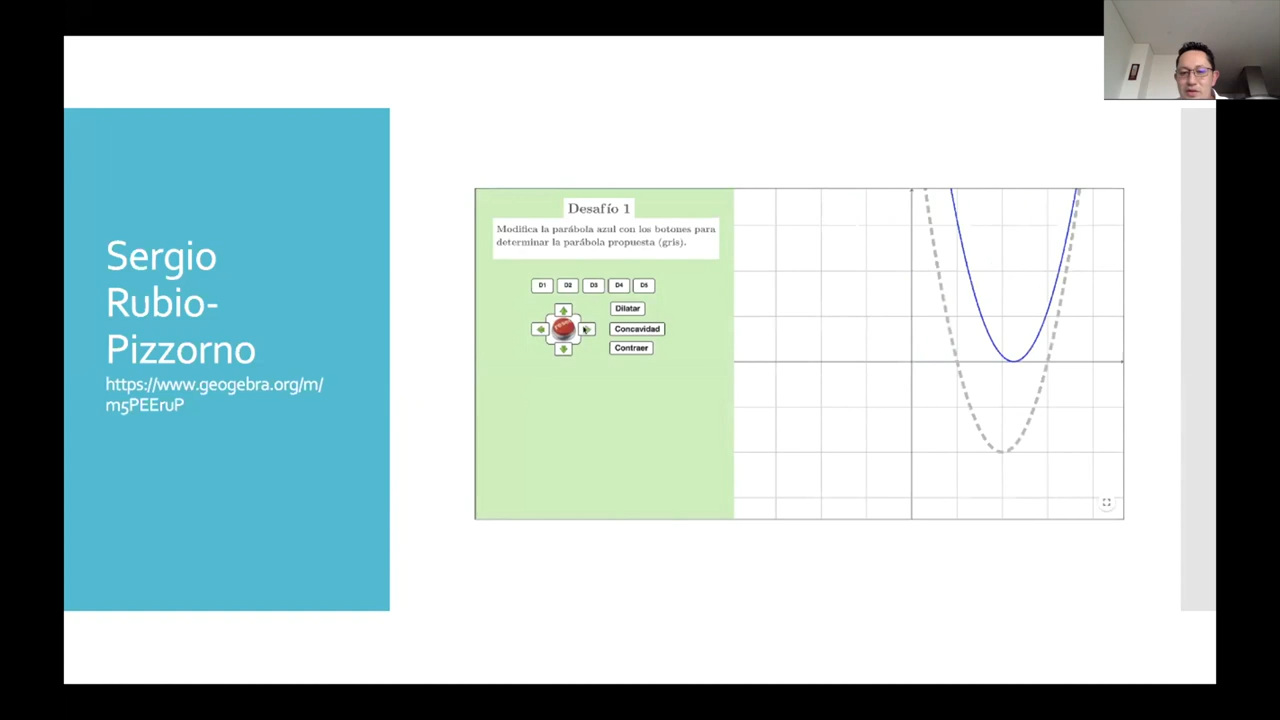 Sergio
Rubio-
Pizzorno
https://www.geogebra.org/m/
m5PEEruP
Desafío 1
Modifica la parábola azul con los botones para
determinar la parábola propuesta (gris).
D1 D2 D3 D4 D5
Dilatar
Concavidad
Contraer